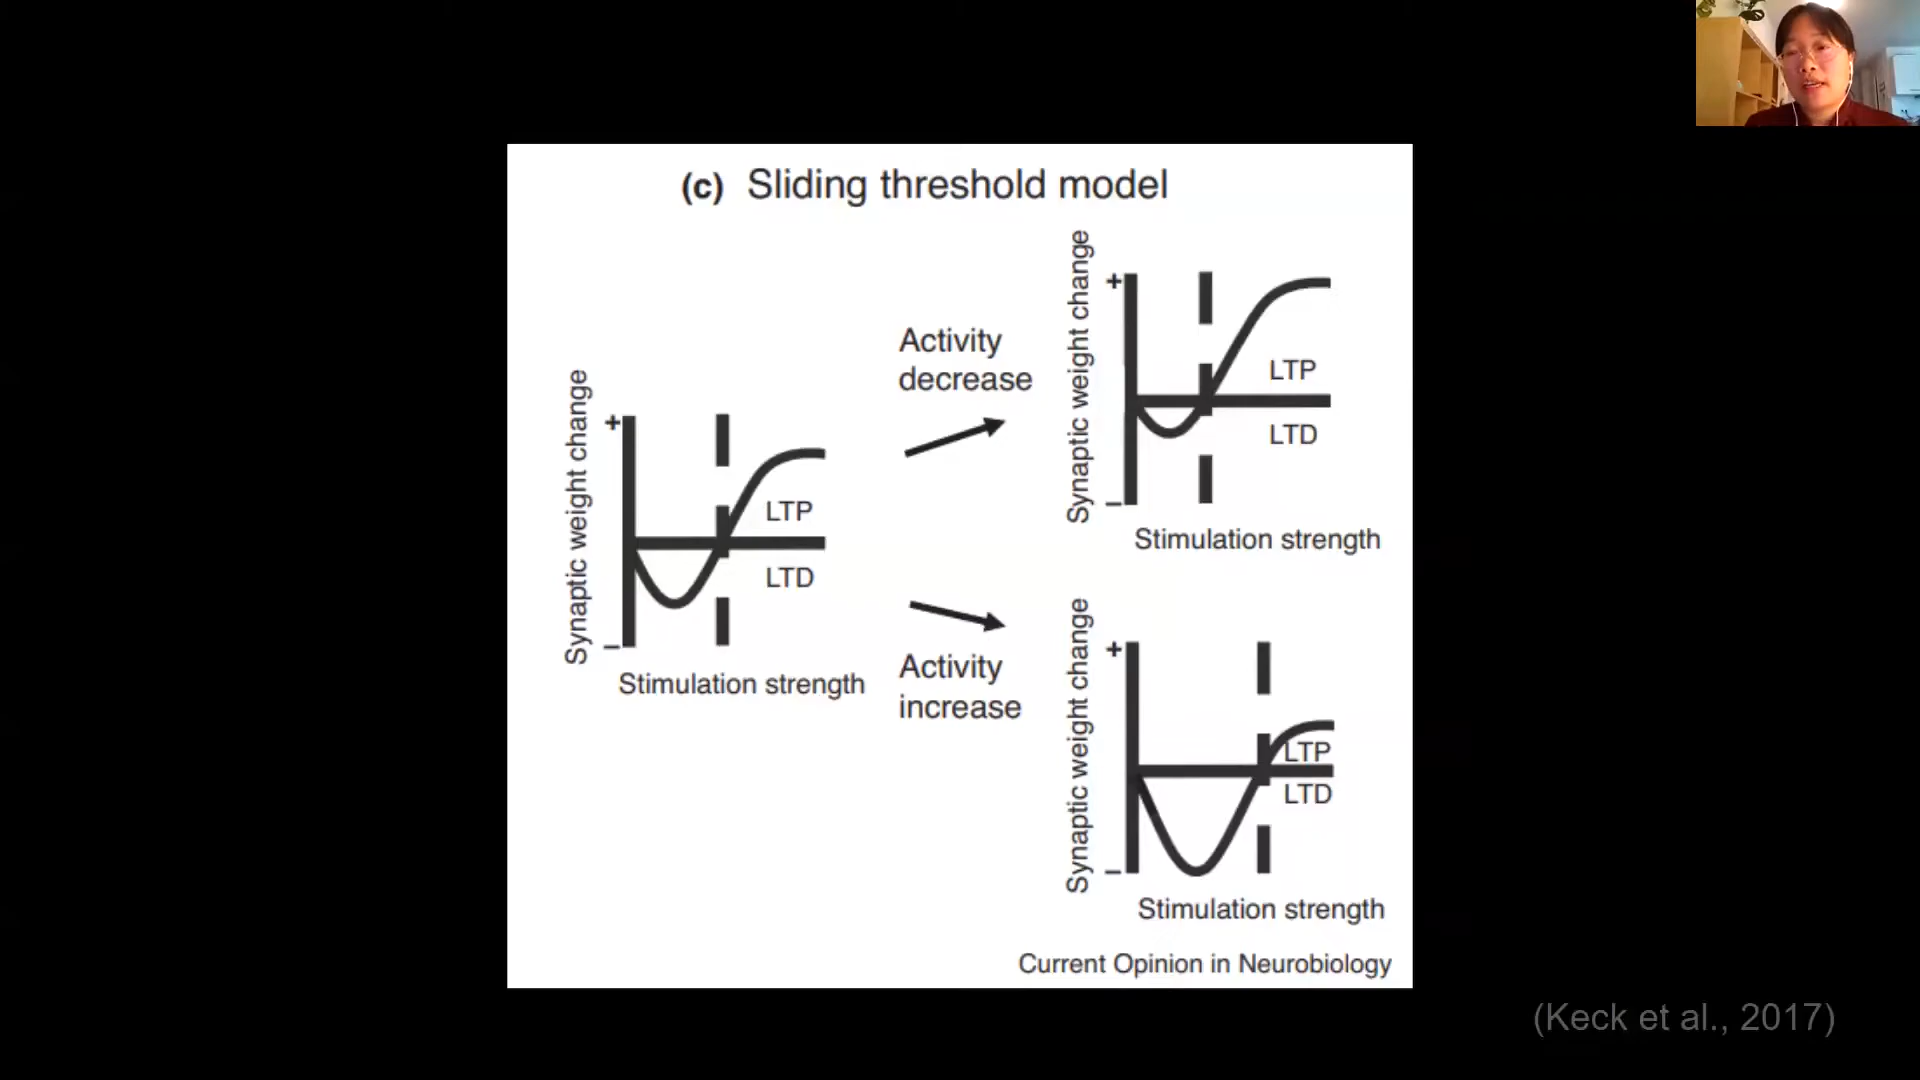 (c) Sliding threshold model
Synaptic weight change
+
−
LTP
LTD
Stimulation strength
Activity
decrease
Activity
increase
Synaptic weight change
+
−
LTP
LTD
Stimulation strength
Synaptic weight change
+
−
LTP
LTD
Stimulation strength
Current Opinion in Neurobiology
(Keck et al., 2017)